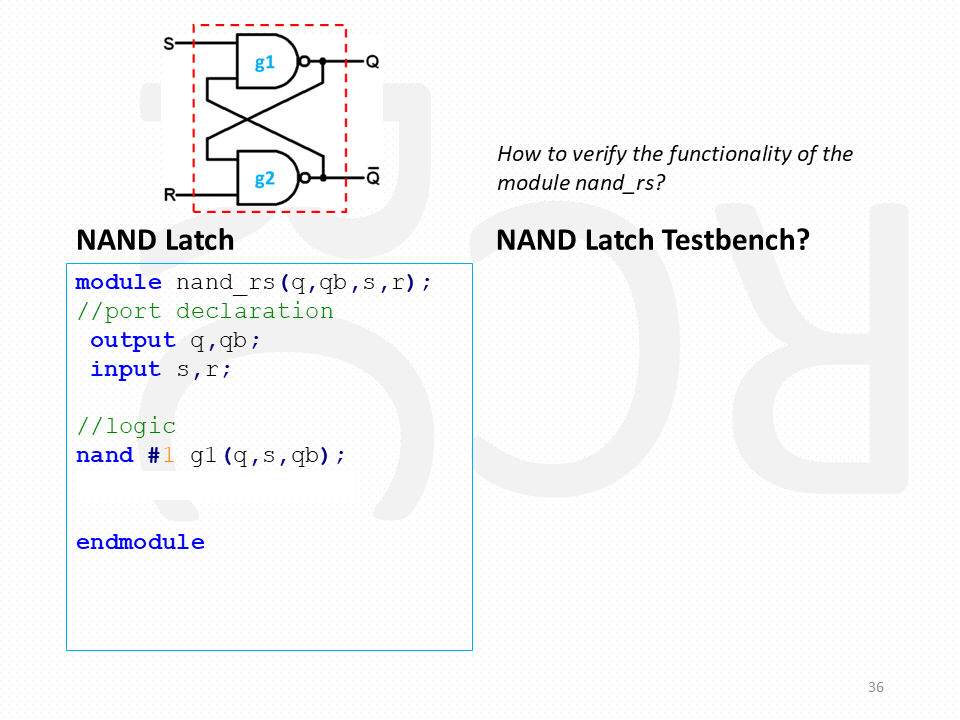 S
g1
Q
g2
R
Q̅
How to verify the functionality of the
module nand_rs?
NAND Latch
NAND Latch Testbench?
module nand_rs(q,qb,s,r);
//port declaration
output q,qb;
input s,r;
//logic
nand #1 g1(q,s,qb);
endmodule
36